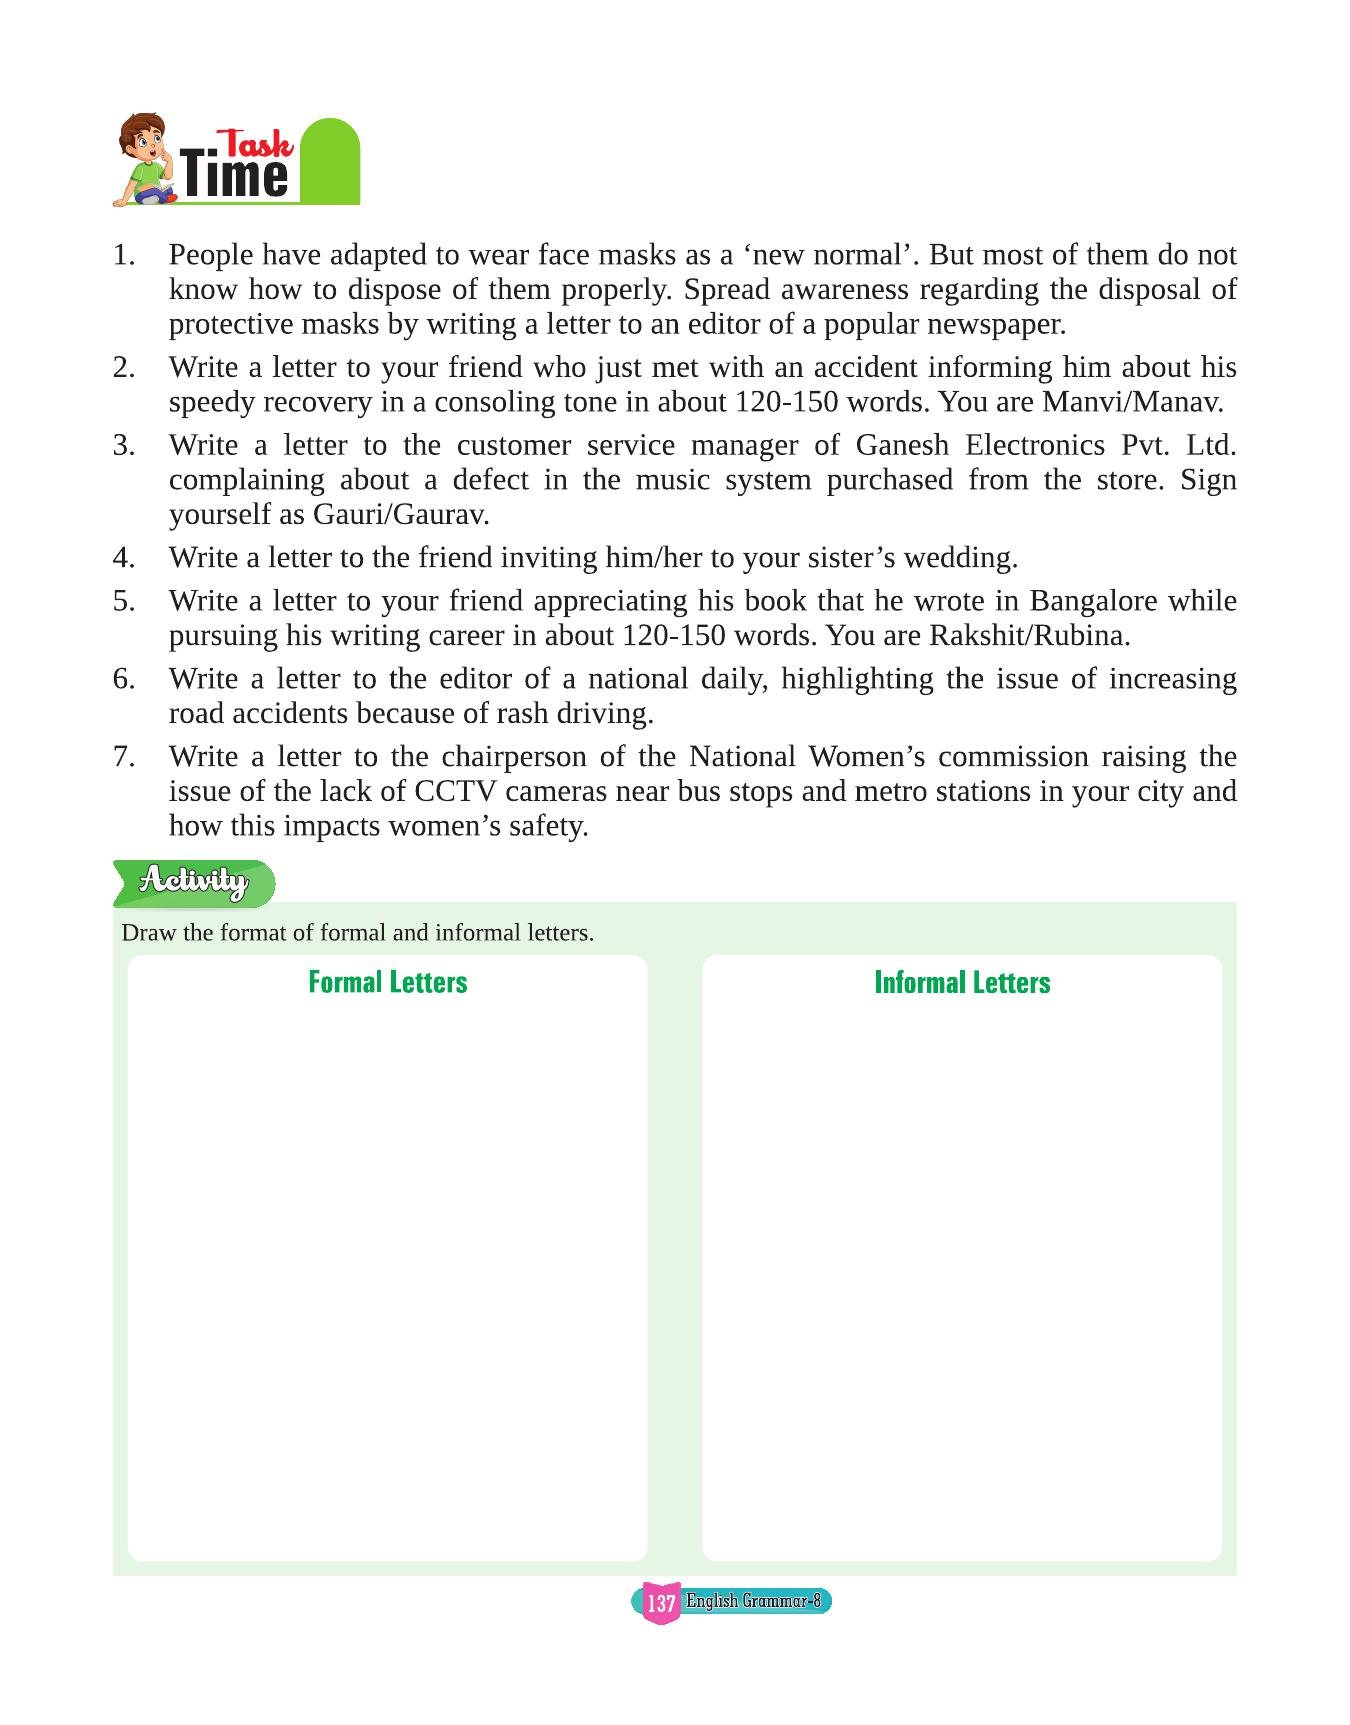 Task
Time
1. People have adapted to wear face masks as a ‘new normal’. But most of them do not
know how to dispose of them properly. Spread awareness regarding the disposal of
protective masks by writing a letter to an editor of a popular newspaper.
2. Write a letter to your friend who just met with an accident informing him about his
speedy recovery in a consoling tone in about 120-150 words. You are Manvi/Manav.
3. Write a letter to the customer service manager of Ganesh Electronics Pvt. Ltd.
complaining about a defect in the music system purchased from the store. Sign
yourself as Gauri/Gaurav.
4. Write a letter to the friend inviting him/her to your sister’s wedding.
5. Write a letter to your friend appreciating his book that he wrote in Bangalore while
pursuing his writing career in about 120-150 words. You are Rakshit/Rubina.
6. Write a letter to the editor of a national daily, highlighting the issue of increasing
road accidents because of rash driving.
7. Write a letter to the chairperson of the National Women’s commission raising the
issue of the lack of CCTV cameras near bus stops and metro stations in your city and
how this impacts women’s safety.
Activity
Draw the format of formal and informal letters.
Formal Letters
Informal Letters
137 English Grammar-8